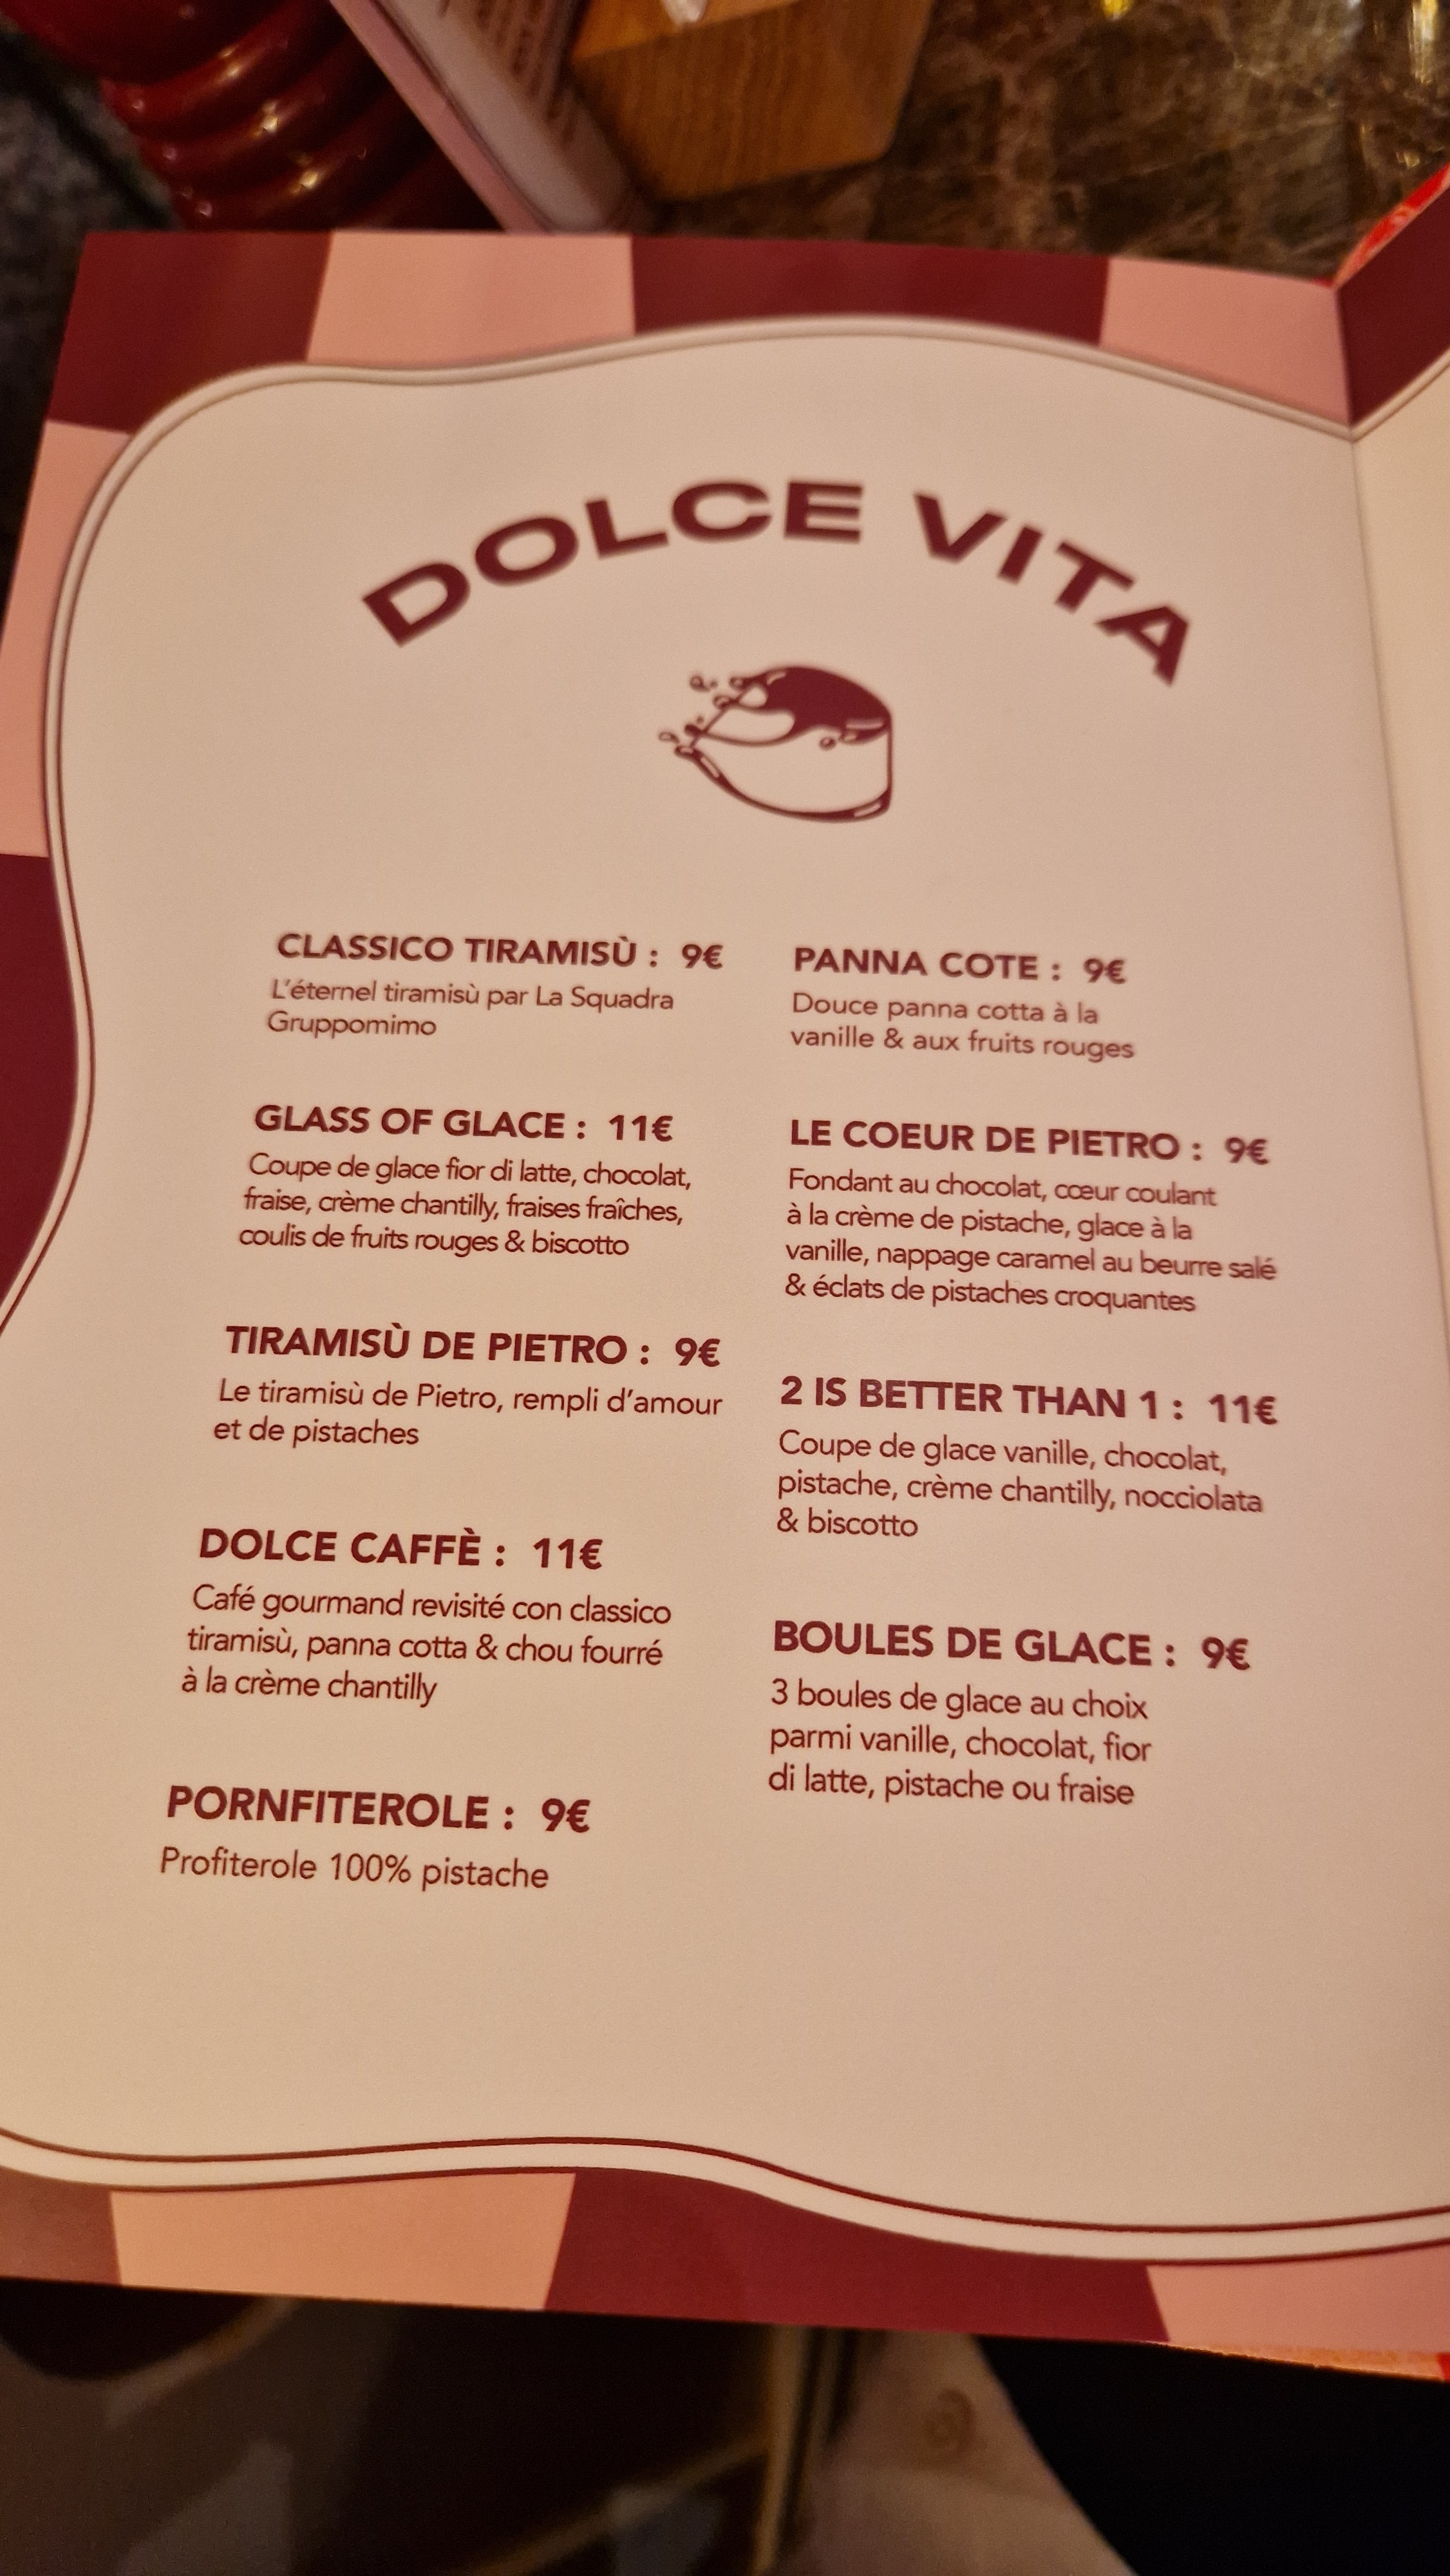 DOLCE VITA
CLASSICO TIRAMISÙ : 9€
L'éternel tiramisù par La Squadra
Gruppomimo
GLASS OF GLACE : 11€
Coupe de glace fior di latte, chocolat,
fraise, crème chantilly, fraises fraîches,
coulis de fruits rouges & biscotto
TIRAMISÙ DE PIETRO : 9€
Le tiramisù de Pietro, rempli d'amour
et de pistaches
DOLCE CAFFÈ : 11€
Café gourmand revisité con classico
tiramisù, panna cotta & chou fourré
à la crème chantilly
PORNFITEROLE : 9€
Profiterole 100% pistache
PANNA COTE : 9€
Douce panna cotta à la
vanille & aux fruits rouges
LE COEUR DE PIETRO : 9€
Fondant au chocolat, cœur coulant
à la crème de pistache, glace à la
vanille, nappage caramel au beurre salé
& éclats de pistaches croquantes
2 IS BETTER THAN 1 : 11€
Coupe de glace vanille, chocolat,
pistache, crème chantilly, nocciolata
& biscotto
BOULES DE GLACE : 9€
3 boules de glace au choix
parmi vanille, chocolat, fior
di latte, pistache ou fraise